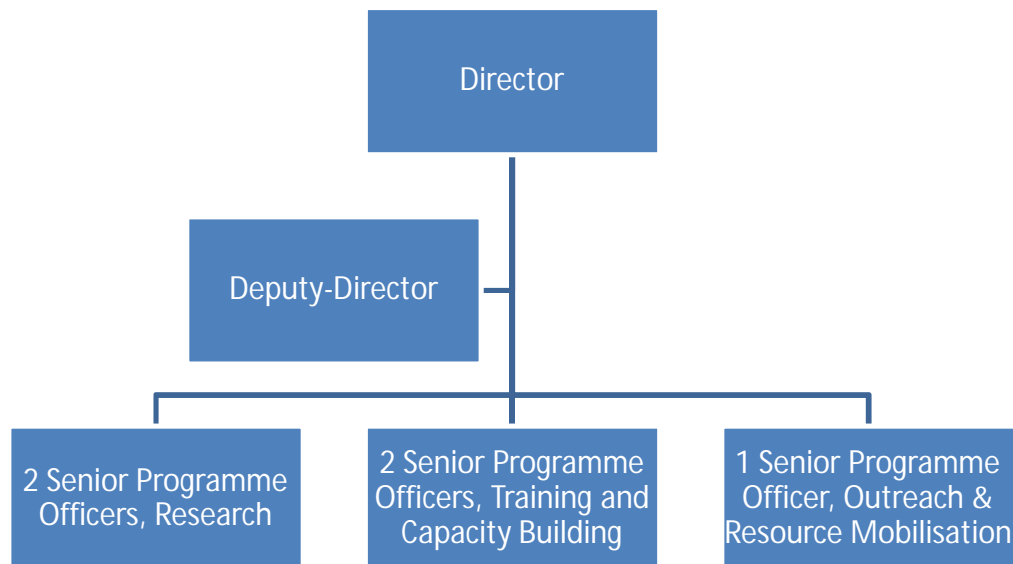 Director
Deputy-Director
2 Senior Programme
Officers, Research
2 Senior Programme
Officers, Training and
Capacity Building
1 Senior Programme
Officer, Outreach &
Resource Mobilisation